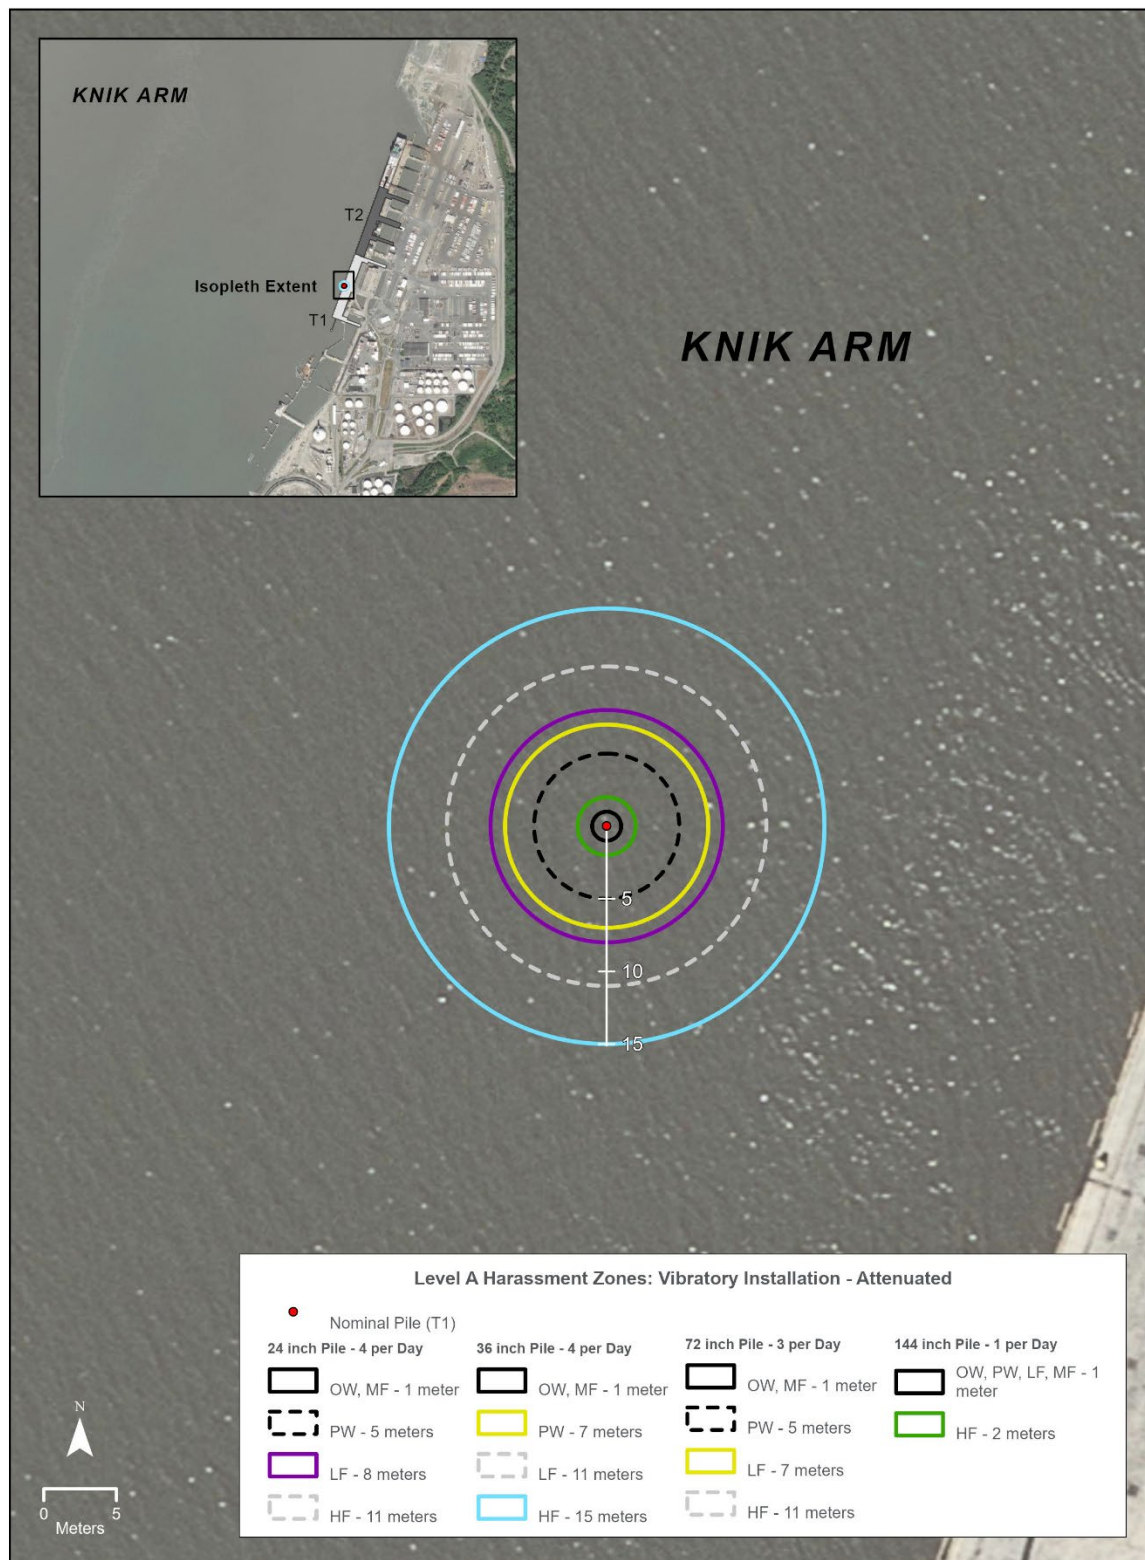 KNIK ARM
T2
Isopleth Extent
T1
KNIK ARM
5
10
15
Level A Harassment Zones: Vibratory Installation - Attenuated
Nominal Pile (T1)
24 inch Pile - 4 per Day
OW, MF - 1 meter
PW - 5 meters
LF - 8 meters
HF - 11 meters
36 inch Pile - 4 per Day
OW, MF - 1 meter
PW - 7 meters
LF - 11 meters
HF - 15 meters
72 inch Pile - 3 per Day
OW, MF - 1 meter
PW - 5 meters
LF - 7 meters
HF - 11 meters
144 inch Pile - 1 per Day
OW, PW, LF, MF - 1
meter
HF - 2 meters
N
0 5
Meters